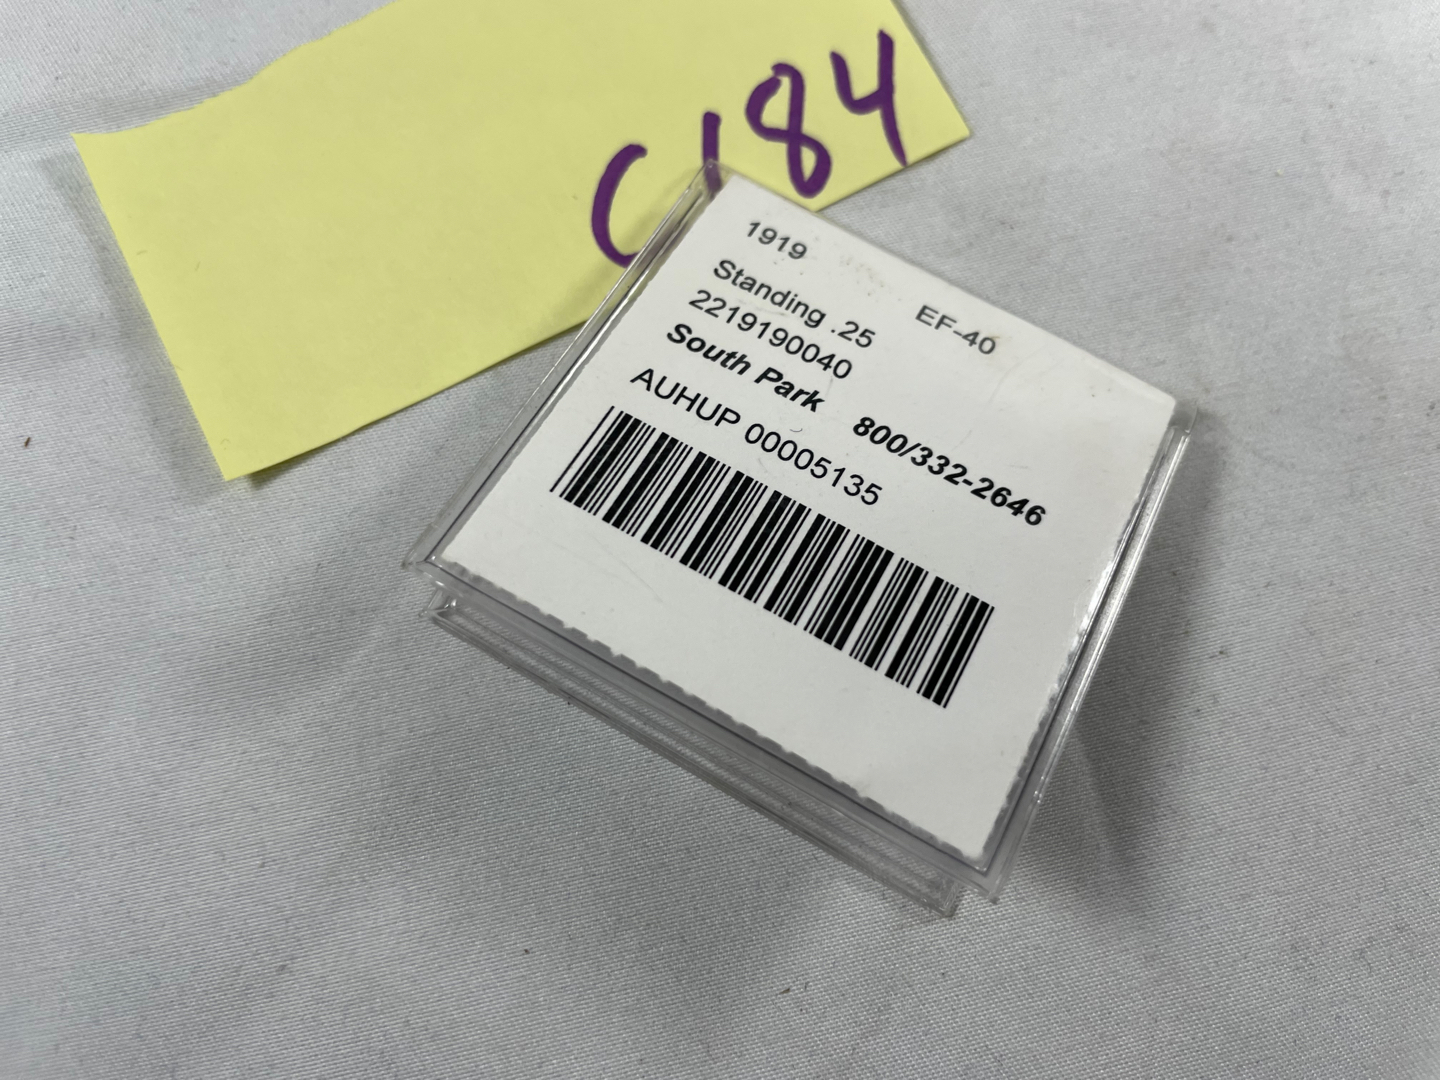 C184
1919
Standing .25 EF-40
2219190040
South Park 800/332-2646
AUHUP 00005135